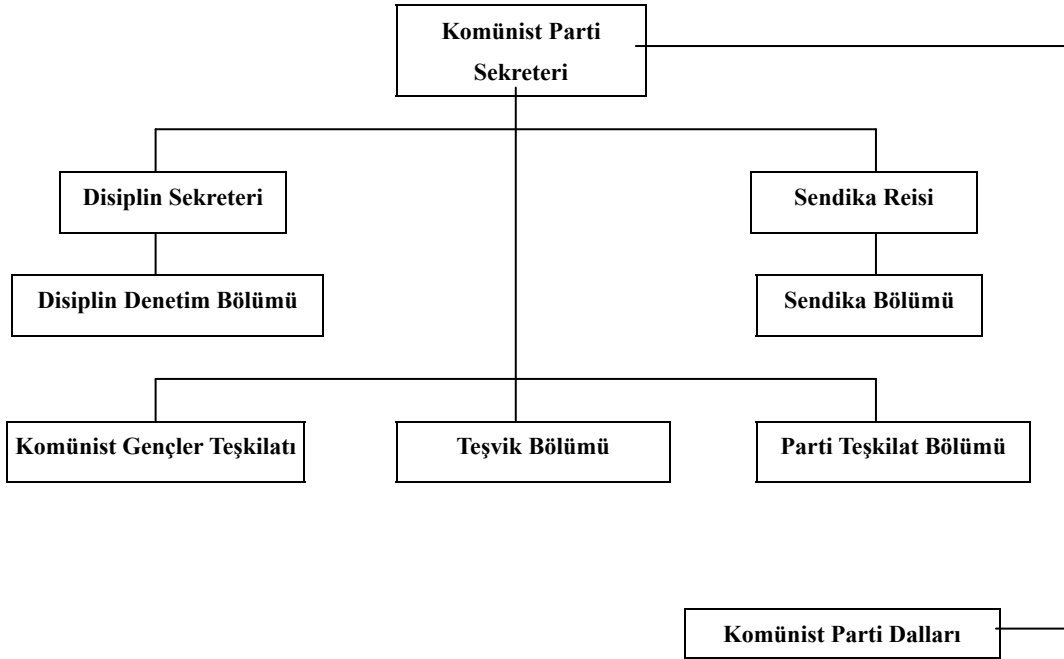 Komünist Parti
Sekreteri
Disiplin Sekreteri
Sendika Reisi
Disiplin Denetim Bölümü
Sendika Bölümü
Komünist Gençler Teşkilatı
Teşvik Bölümü
Parti Teşkilat Bölümü
Komünist Parti Dalları